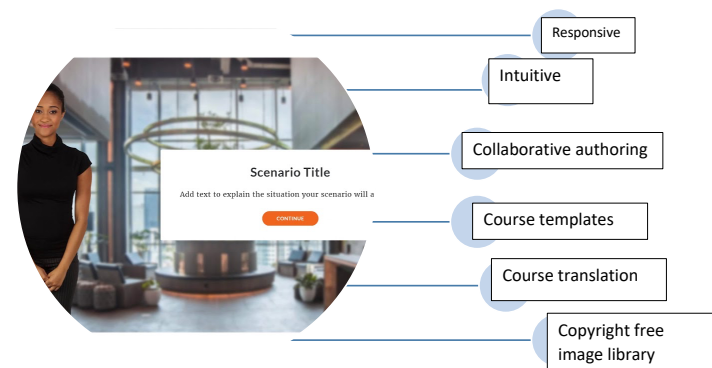 Responsive
Intuitive
Collaborative authoring
Scenario Title
Add text to explain the situation your scenario will a
CONTINUE
Course templates
Course translation
Copyright free
image library